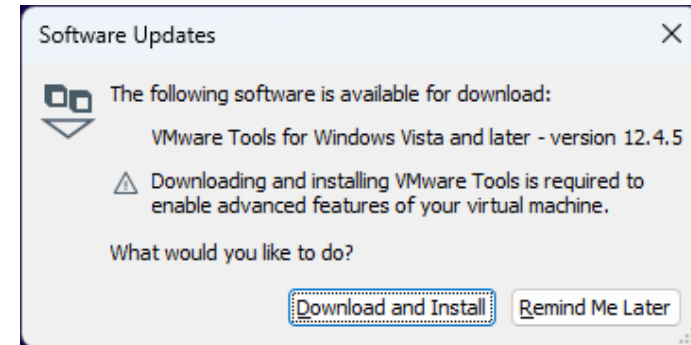 Software Updates
The following software is available for download:
VMware Tools for Windows Vista and later - version 12.4.5
Downloading and installing VMware Tools is required to
enable advanced features of your virtual machine.
What would you like to do?
Download and Install
Remind Me Later